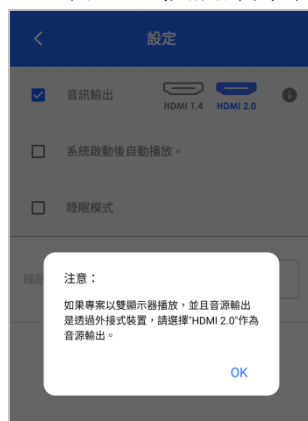 設定
音訊輸出
HDMI 1.4 HDMI 2.0
系統啟動後自動播放。
睡眠模式
睡眠
注意：
如果專案以雙顯示器播放，並且音源輸出
是透過外接式裝置，請選擇"HDMI 2.0"作為
音源輸出。
OK